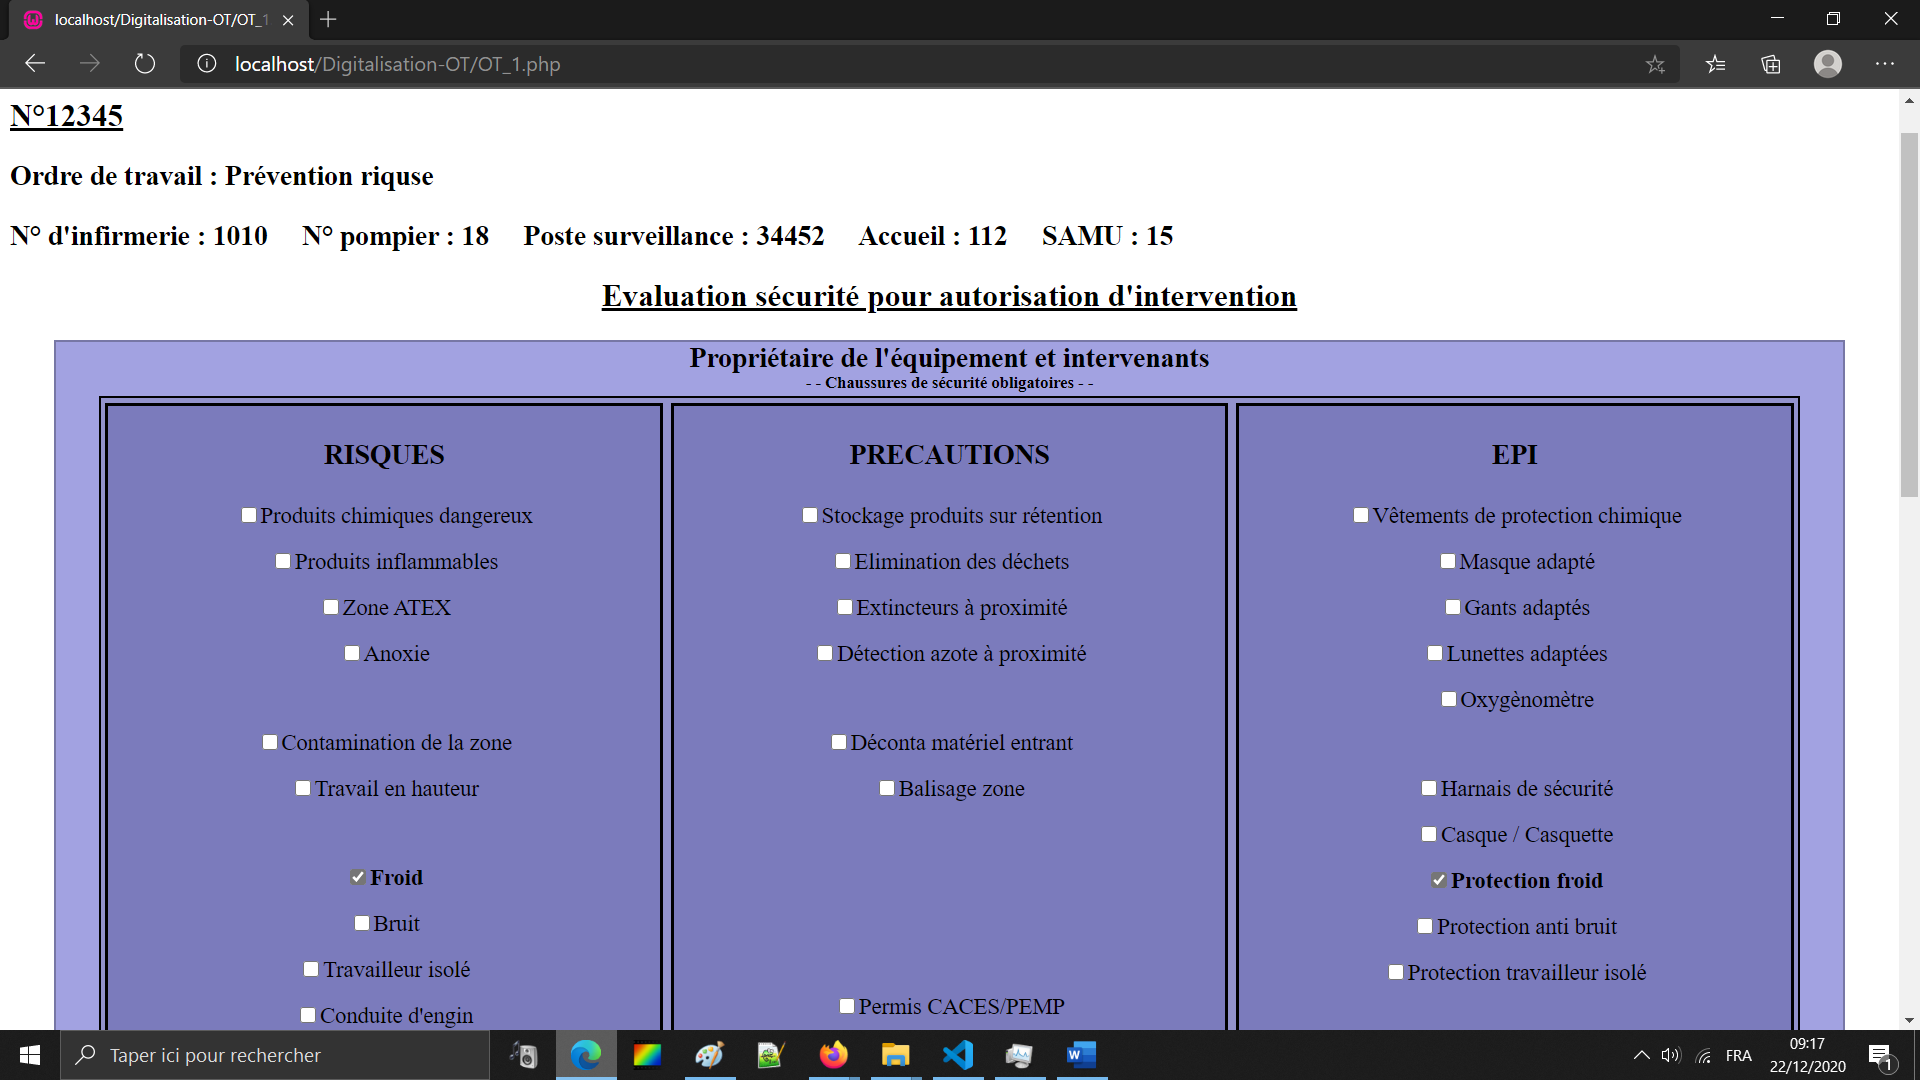 localhost/Digitalisation-OT/OT_1
localhost/Digitalisation-OT/OT_1.php
N°12345
Ordre de travail : Prévention riquse
N° d'infirmerie : 1010 N° pompier : 18 Poste surveillance : 34452 Accueil : 112 SAMU : 15
Evaluation sécurité pour autorisation d'intervention
Propriétaire de l'équipement et intervenants
- - Chaussures de sécurité obligatoires - -
RISQUES
Produits chimiques dangereux
Produits inflammables
Zone ATEX
Anoxie
Contamination de la zone
Travail en hauteur
Froid
Bruit
Travailleur isolé
Conduite d'engin
PRECAUTIONS
Stockage produits sur rétention
Elimination des déchets
Extincteurs à proximité
Détection azote à proximité
Déconta matériel entrant
Balisage zone
Permis CACES/PEMP
EPI
Vêtements de protection chimique
Masque adapté
Gants adaptés
Lunettes adaptées
Oxygènomètre
Harnais de sécurité
Casque / Casquette
Protection froid
Protection anti bruit
Protection travailleur isolé
Taper ici pour rechercher
FRA
09:17
22/12/2020
1